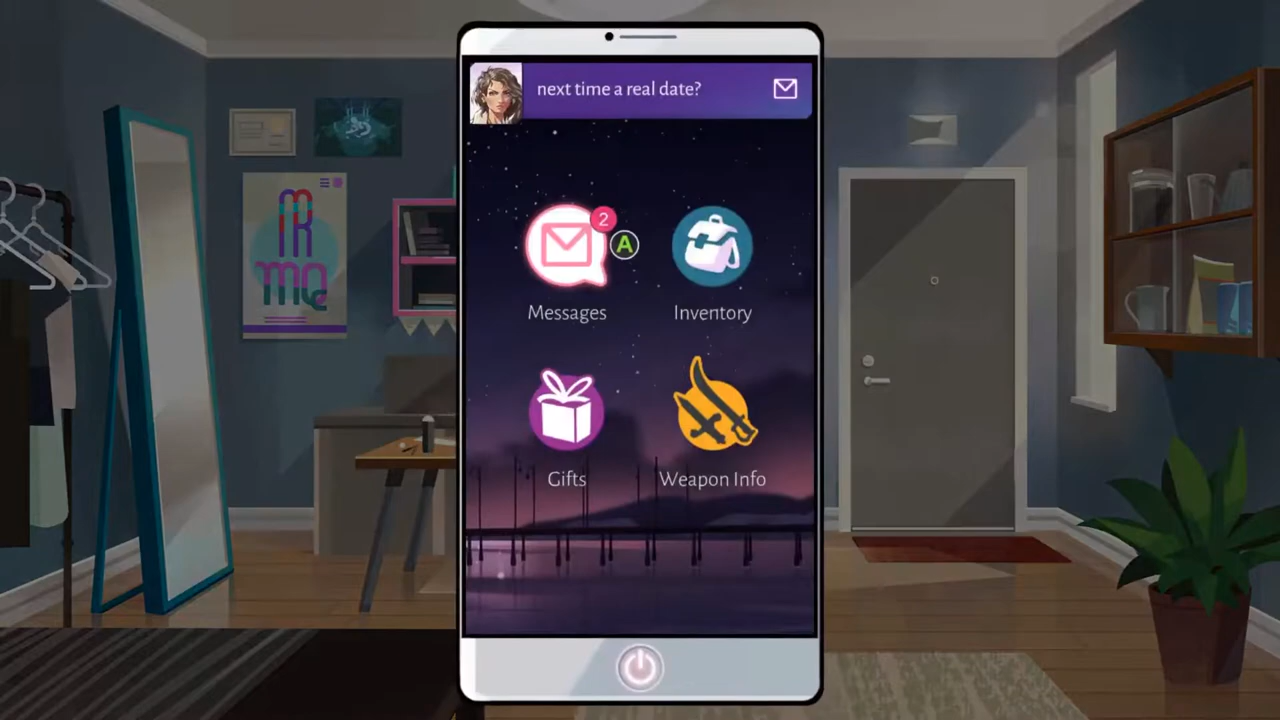 next time a real date?
2
A
Messages
Inventory
Gifts
Weapon Info